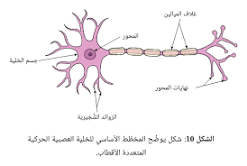 غلاف الميالين
المحور
جسم الخلية
نهايات المحور
الزوائد الشجيرية
الشكل 10: شكل يوضّح المخطط الأساسي للخلية العصبية الحركية
المتعددة الأقطاب.